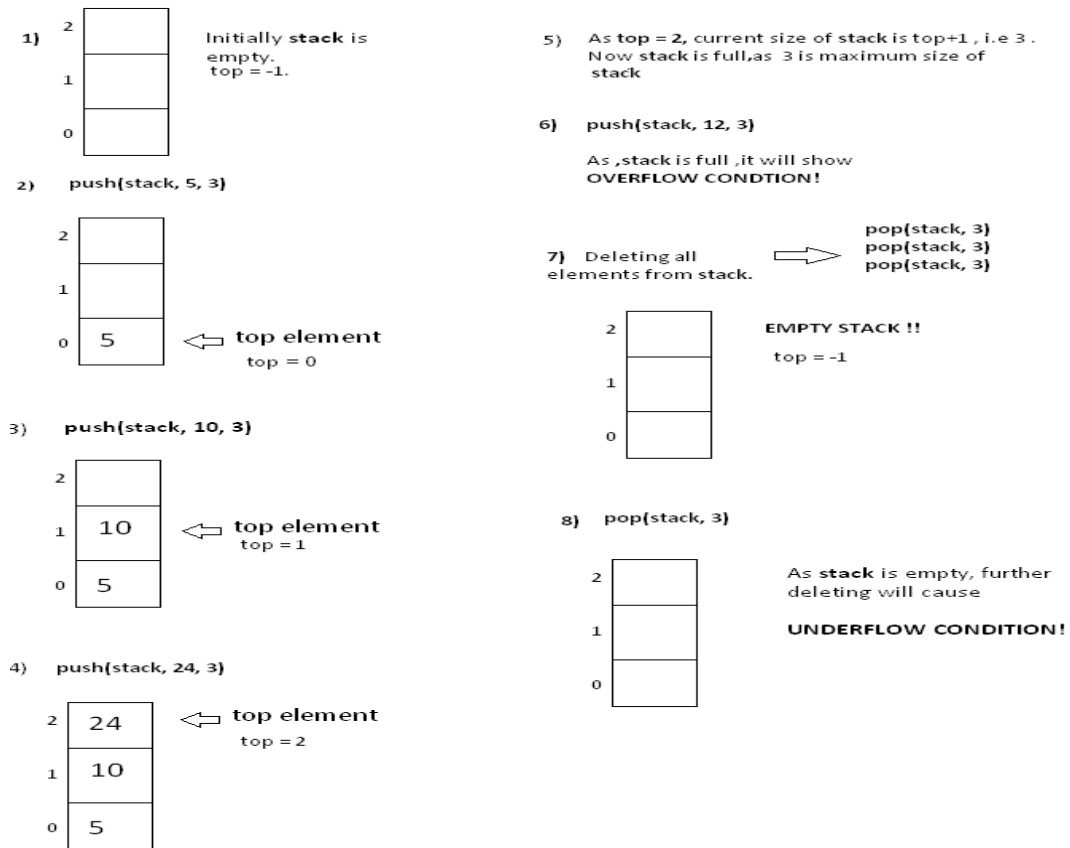 1)
2
1
0
Initially stack is
empty.
top = -1.
2) push(stack, 5, 3)
2
1
0 5
top element
top = 0
3) push(stack, 10, 3)
2
1 10
0 5
top element
top = 1
4) push(stack, 24, 3)
2 24
1 10
0 5
top element
top = 2
5) As top = 2, current size of stack is top+1 , i.e 3 .
Now stack is full,as 3 is maximum size of
stack
6) push(stack, 12, 3)
As ,stack is full ,it will show
OVERFLOW CONDTION!
7) Deleting all
elements from stack.
pop(stack, 3)
pop(stack, 3)
pop(stack, 3)
2
1
0
EMPTY STACK !!
top = -1
8) pop(stack, 3)
2
1
0
As stack is empty, further
deleting will cause
UNDERFLOW CONDITION!